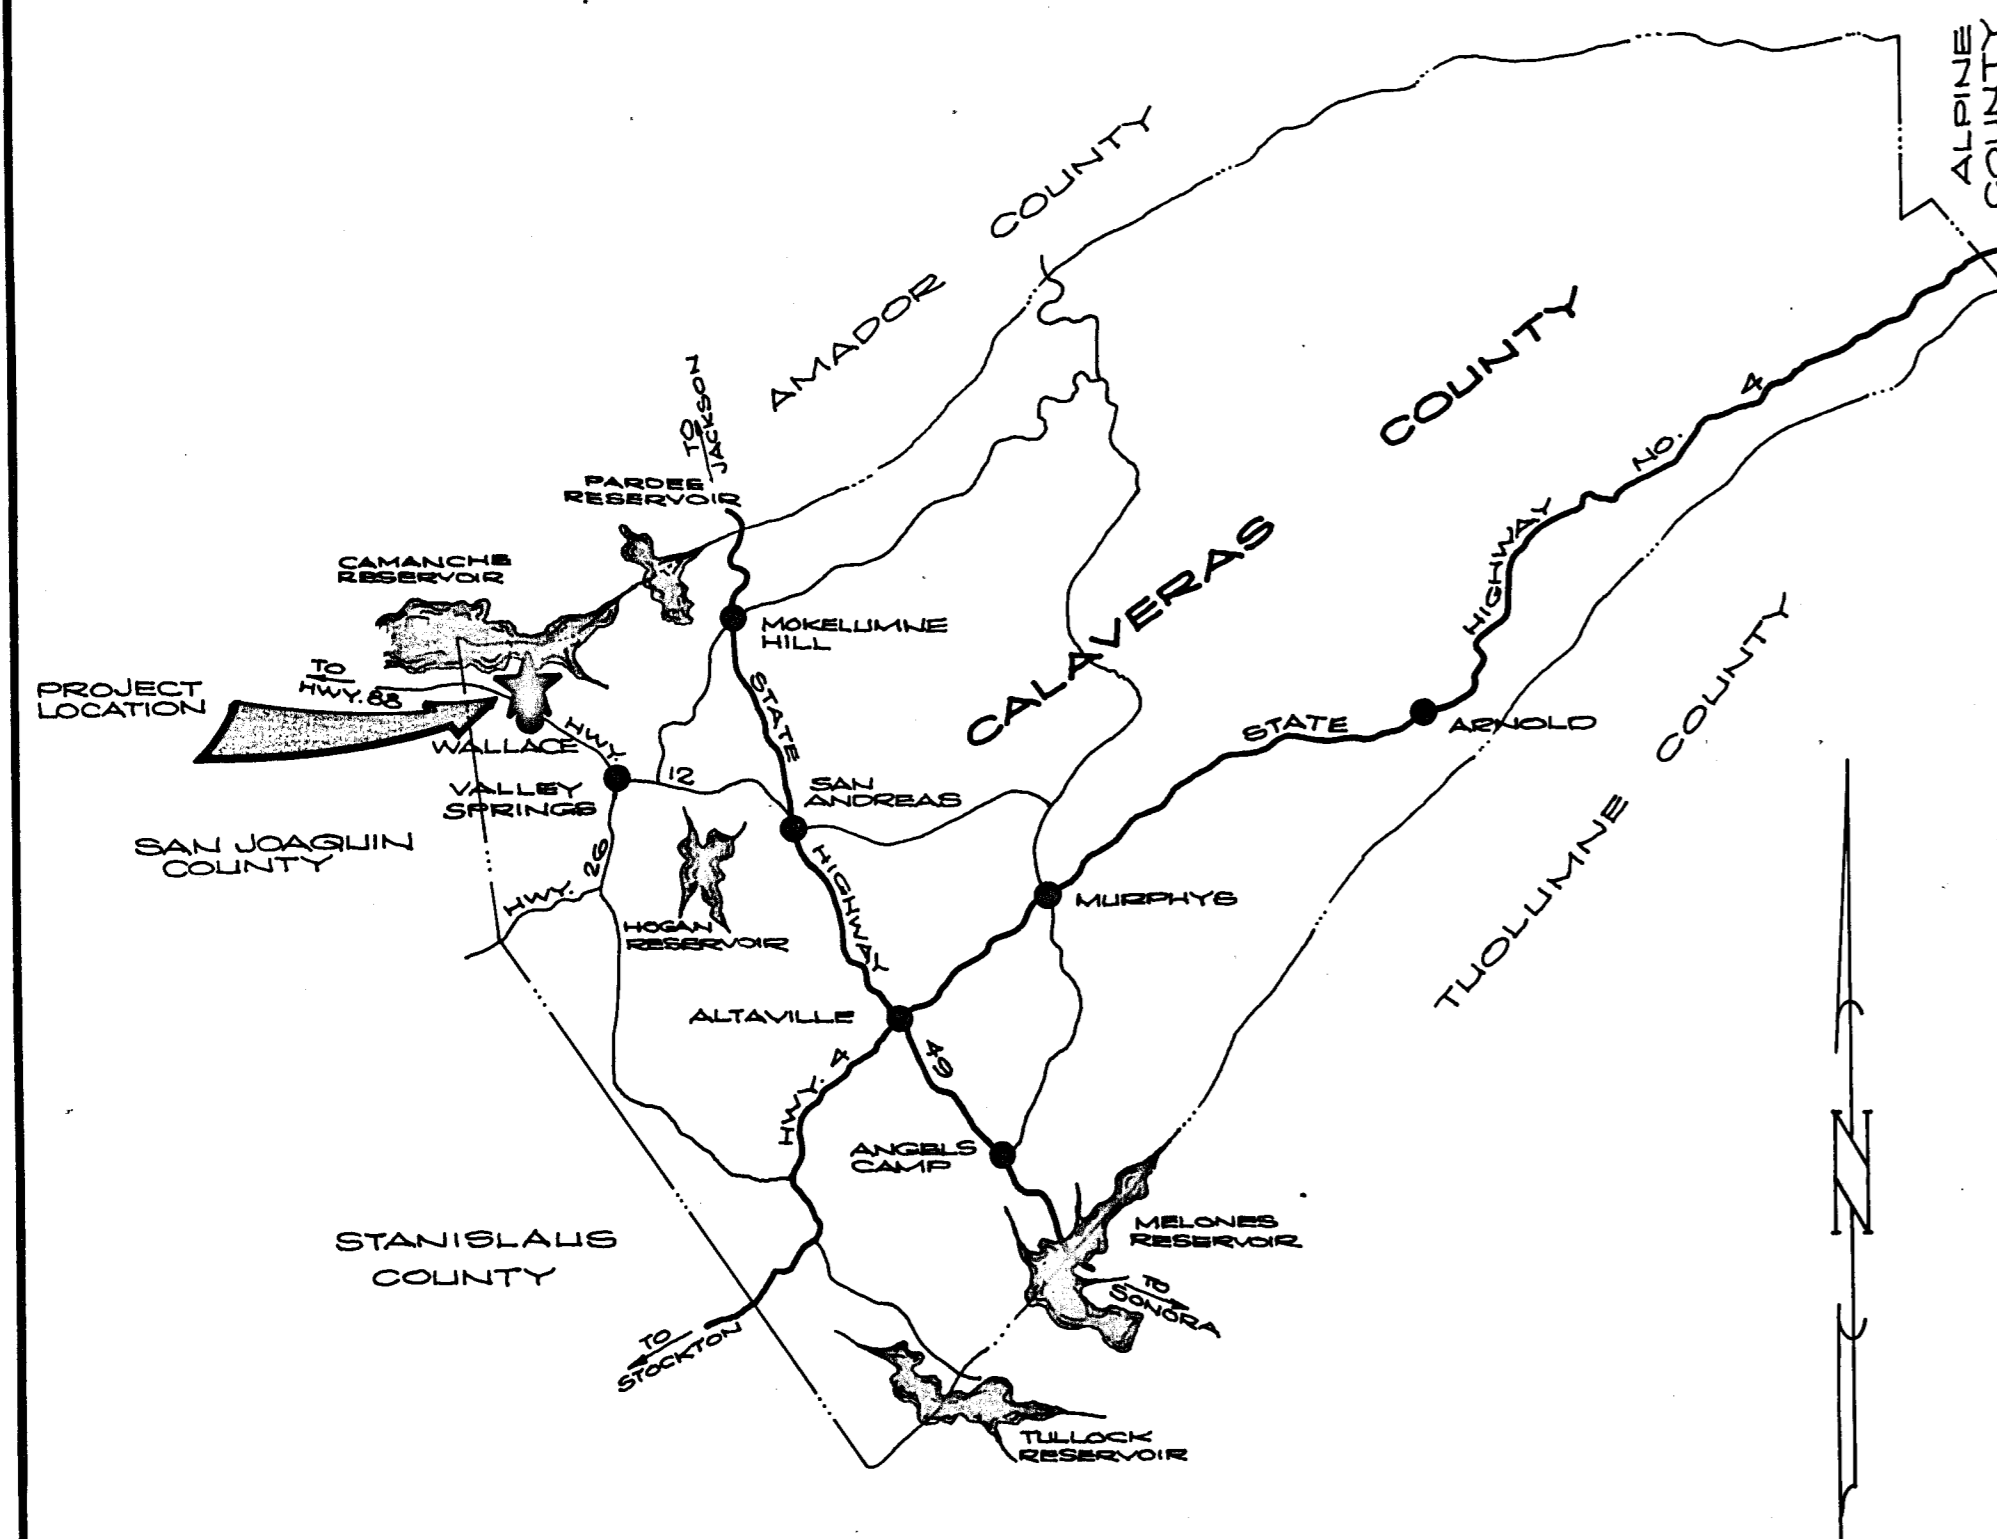 ALPINE
COUNTY
AMADOR COUNTY
TO
JACKSON
PARDEE
RESERVOIR
CAMANCHE
RESERVOIR
MOKELUMNE
HILL
CALAVERAS COUNTY
STATE HIGHWAY NO. 4
TO
HWY. 88
PROJECT
LOCATION
WALLACE
HWY. 12
VALLEY
SPRINGS
STATE HIGHWAY 49
SAN
ANDREAS
ARNOLD
TUOLUMNE COUNTY
SAN JOAQUIN
COUNTY
HWY. 26
HOGAN
RESERVOIR
MURPHYS
ALTAVILLE
HWY. 4
ANGELS
CAMP
N
STANISLAUS
COUNTY
MELONES
RESERVOIR
TO
SONORA
TO
STOCKTON
TULLOCK
RESERVOIR